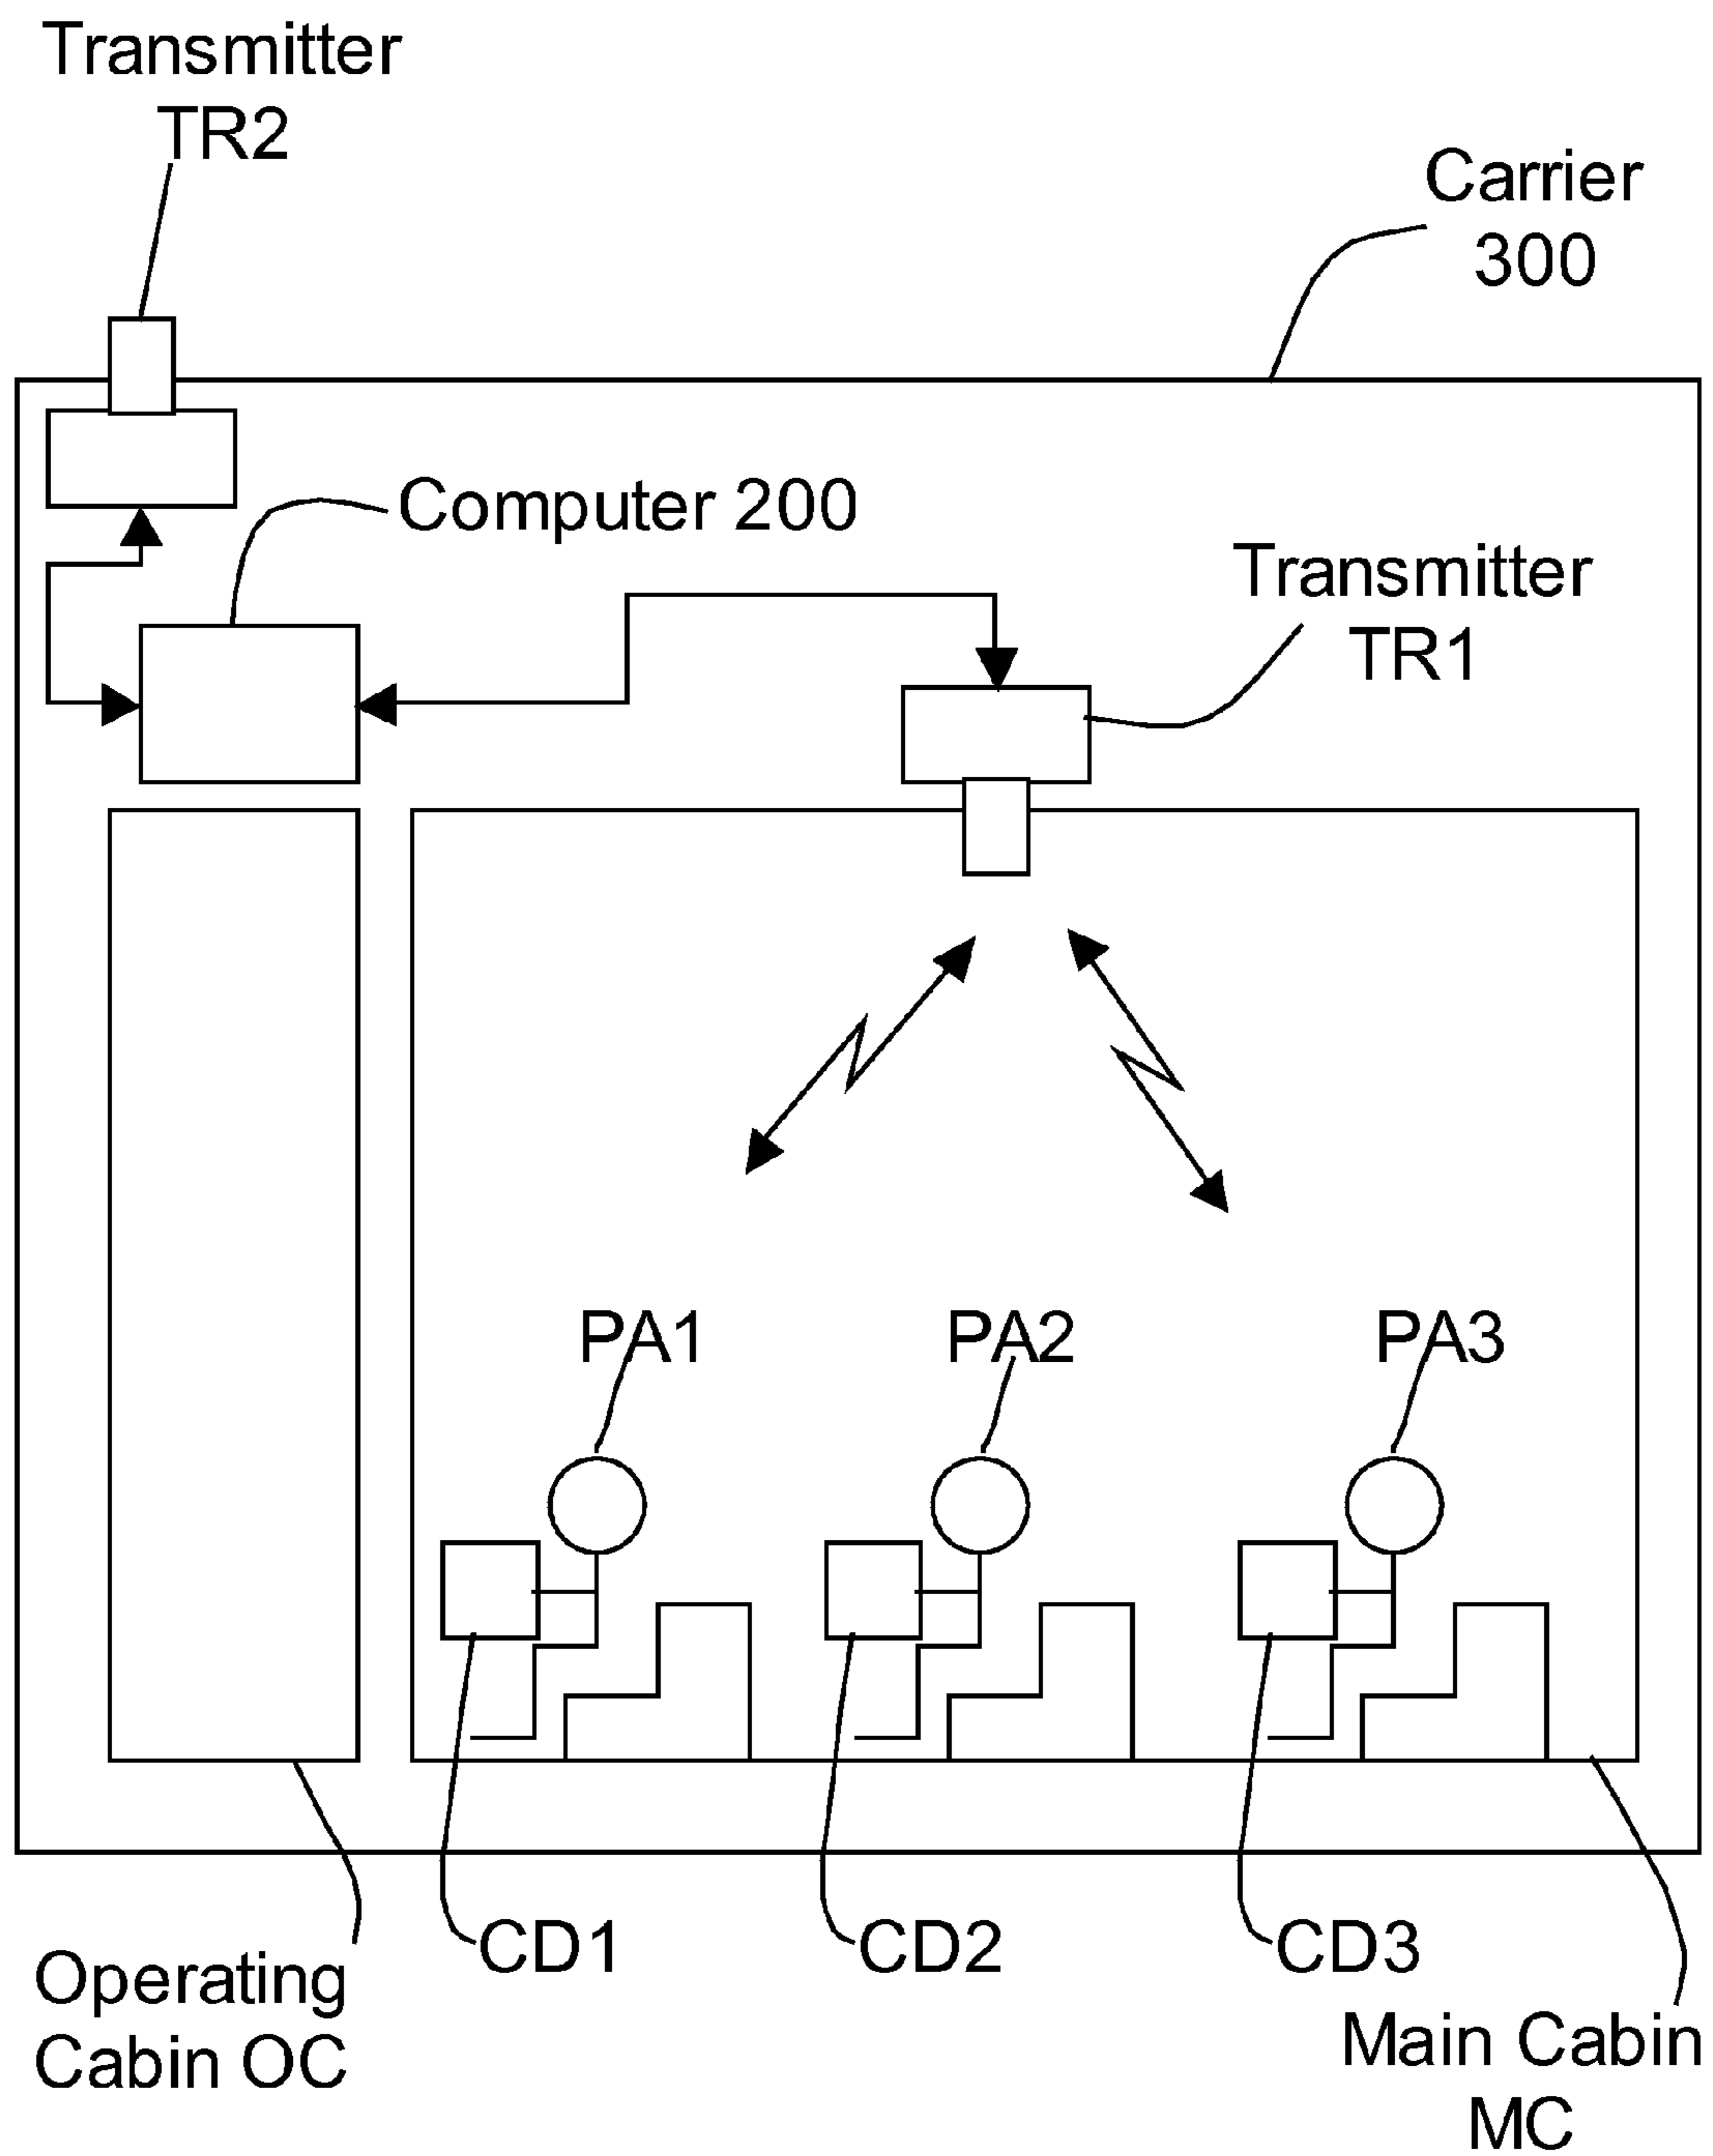 Transmitter
TR2
Carrier
300
Computer 200
Transmitter
TR1
PA1
PA2
PA3
CD1
CD2
CD3
Operating
Cabin OC
Main Cabin
MC